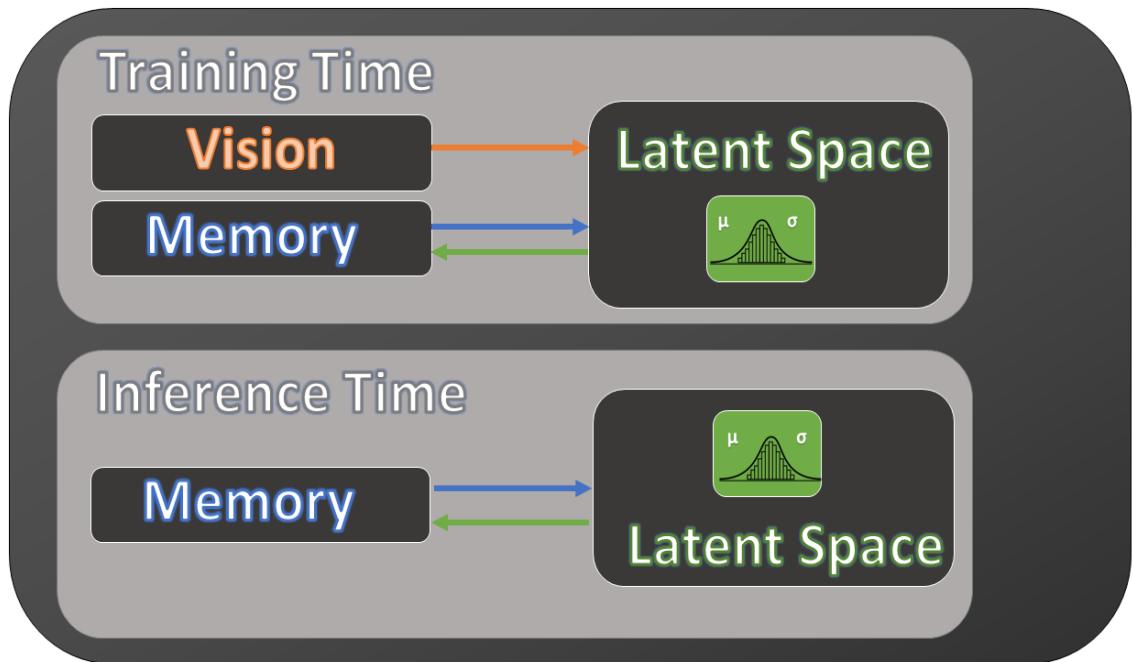 Training Time
Vision
Latent Space
Memory
μ σ
Inference Time
μ σ
Memory
Latent Space